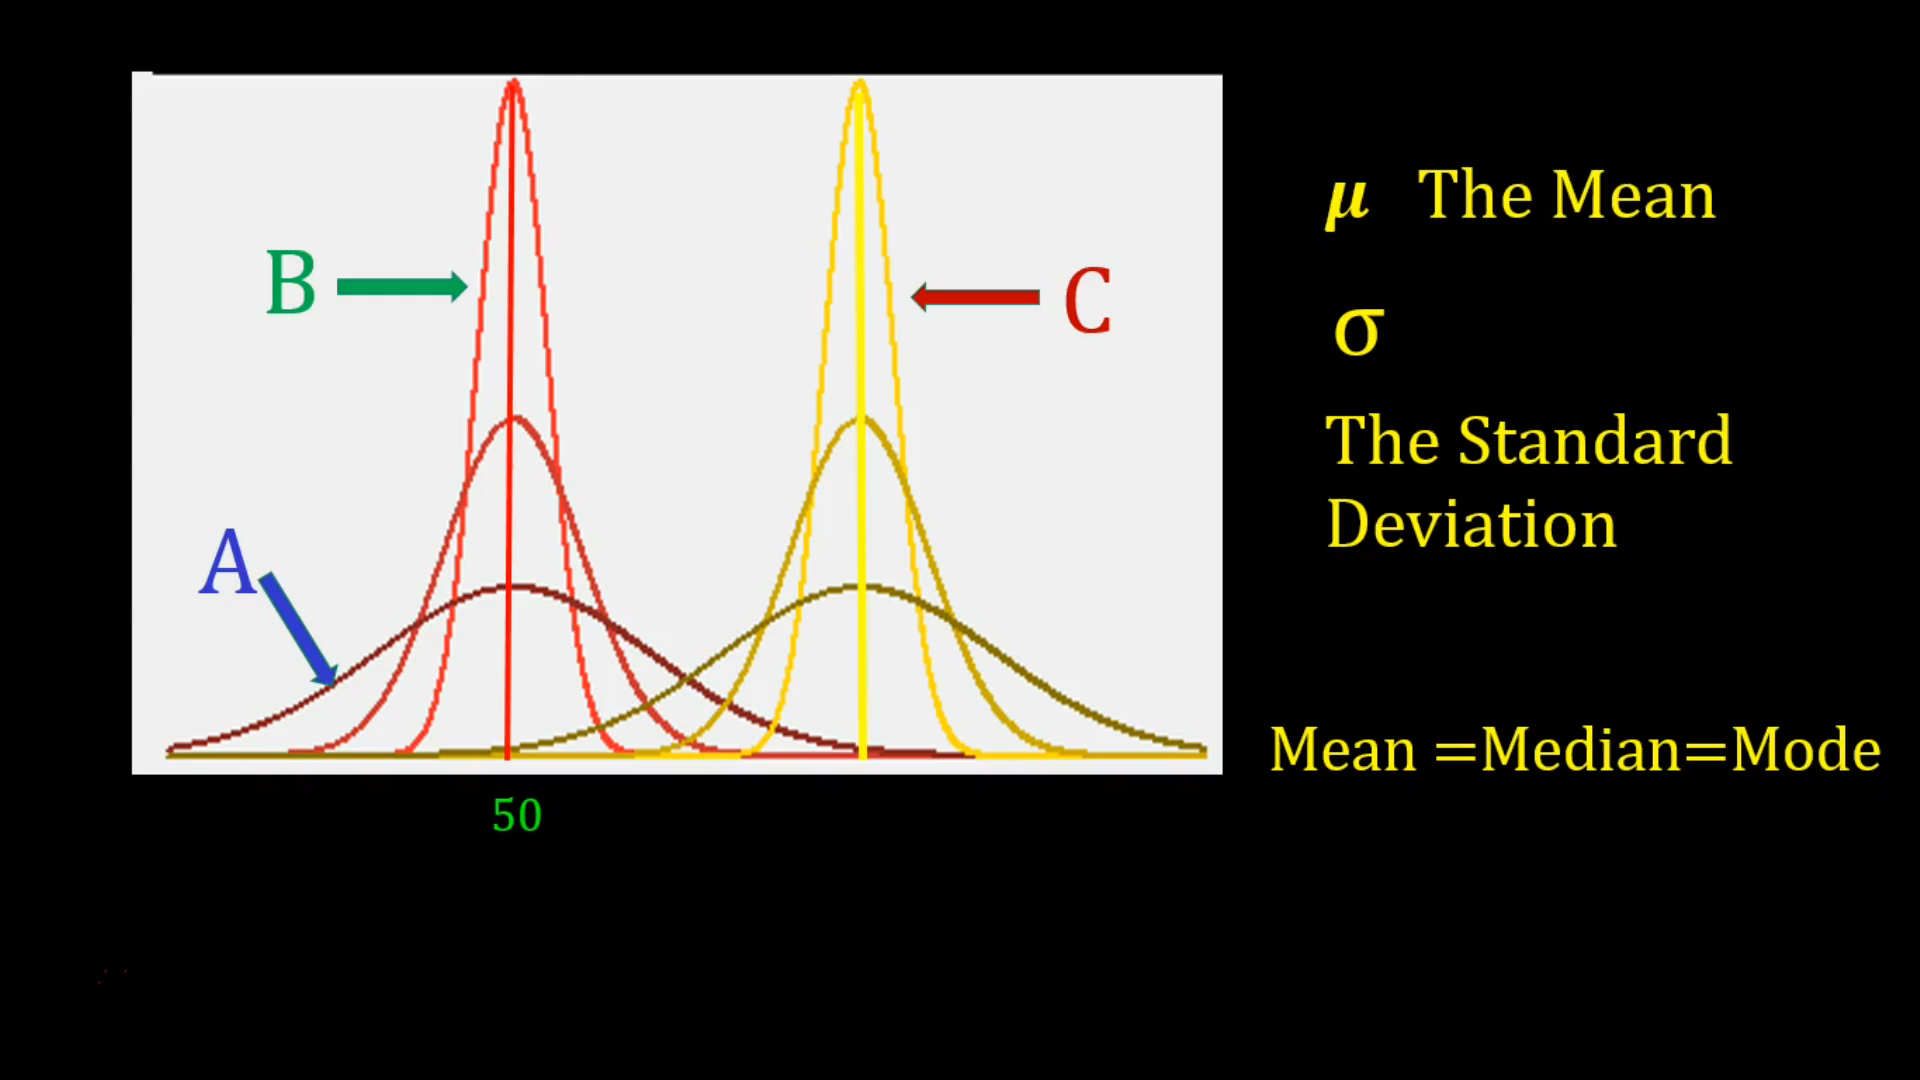 B
C
A
50
μ The Mean
σ
The Standard
Deviation
Mean =Median=Mode